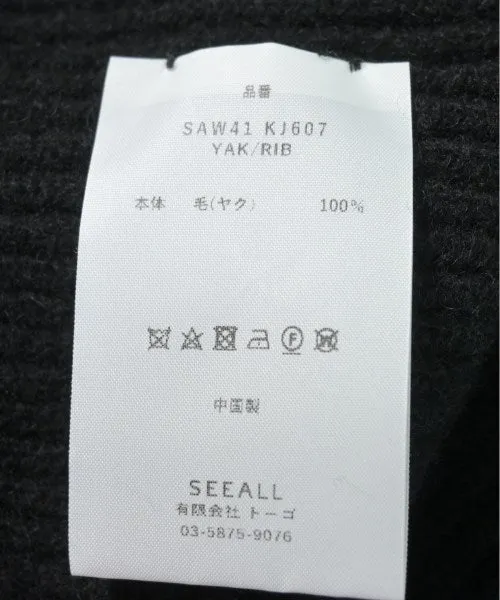 品番
SAW41 KJ607
YAK/RIB
本体 毛(ヤク) 100%
中国製
SEEALL
有限会社 トーゴ
03-5875-9076